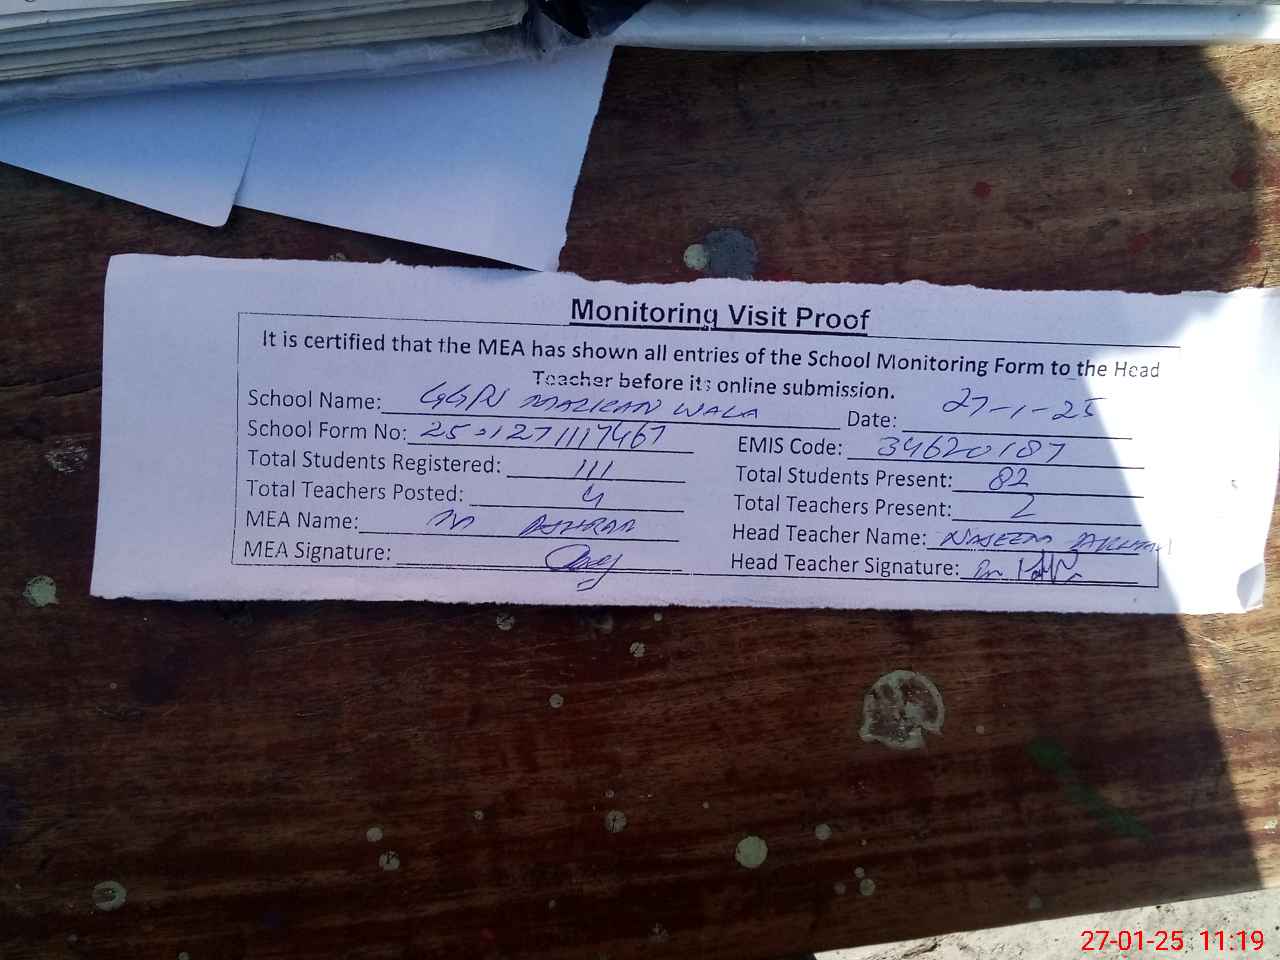 Monitoring Visit Proof
It is certified that the MEA has shown all entries of the School Monitoring Form to the Head
Teacher before its online submission.
School Name: MALIKAN WALA Date: 27-1-25
School Form No: EMIS Code: 34620187
Total Students Registered: 111 Total Students Present: 82
Total Teachers Posted: 4 Total Teachers Present: 2
MEA Name: M ASHRAF Head Teacher Name: NASEEM
MEA Signature: Head Teacher Signature:
27-01-25 11:19